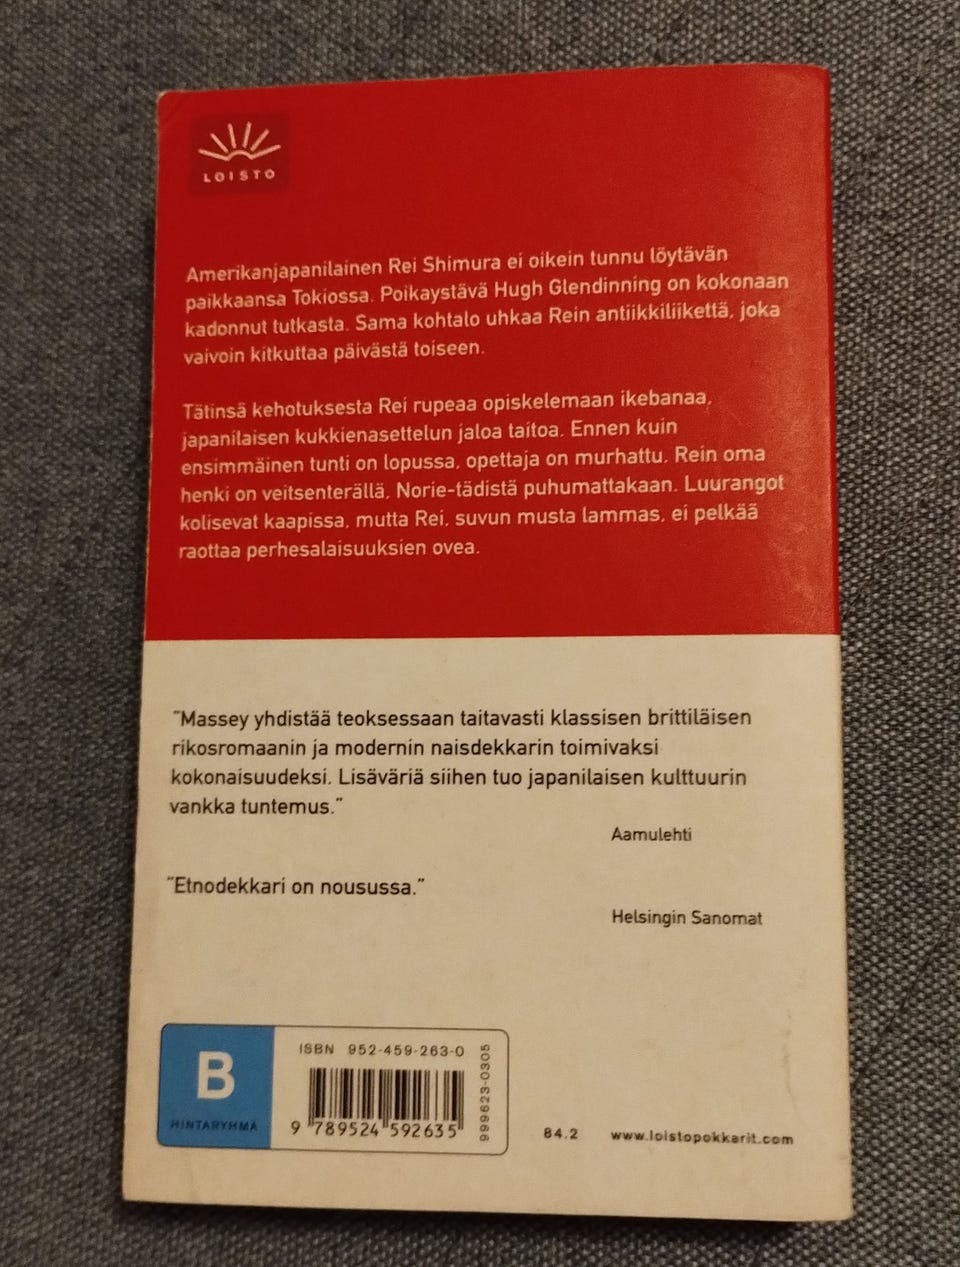 LOISTO
Amerikanjapanilainen Rei Shimura ei oikein tunnu löytävän
paikkaansa Tokiossa. Poikaystävä Hugh Glendinning on kokonaan
kadonnut tutkasta. Sama kohtalo uhkaa Rein antiikkiliikettä, joka
vaivoin kitkuttaa päivästä toiseen.
Tätinsä kehotuksesta Rei rupeaa opiskelemaan ikebanaa,
japanilaisen kukkienasettelun jaloa taitoa. Ennen kuin
ensimmäinen tunti on lopussa, opettaja on murhattu. Rein oma
henki on veitsenterällä, Norie-tädistä puhumattakaan. Luurangot
kolisevat kaapissa, mutta Rei, suvun musta lammas, ei pelkää
raottaa perhesalaisuuksien ovea.
"Massey yhdistää teoksessaan taitavasti klassisen brittiläisen
rikosromaanin ja modernin naisdekkarin toimivaksi
kokonaisuudeksi. Lisäväriä siihen tuo japanilaisen kulttuurin
vankka tuntemus."
Aamulehti
"Etnodekkari on nousussa."
Helsingin Sanomat
B
HINTARYHMÄ
ISBN 952-459-263-0
9 789524 592635
999623-0305
84.2 www.loistopokkarit.com